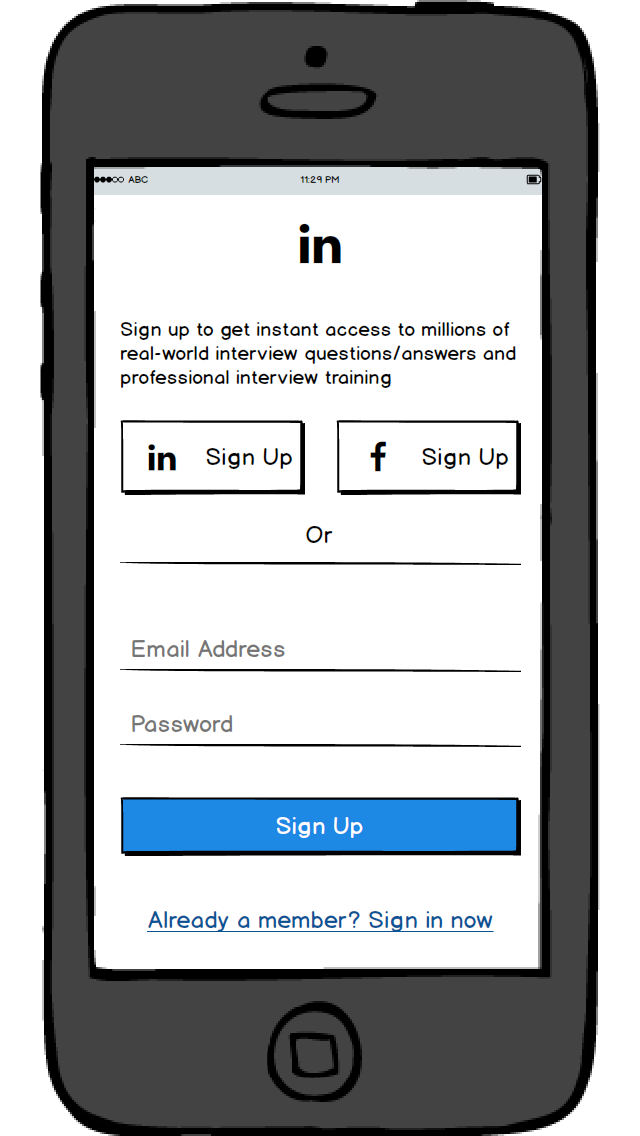 ABC 11:29 PM
in
Sign up to get instant access to millions of
real-world interview questions/answers and
professional interview training
in Sign Up f Sign Up
Or
Email Address
Password
Sign Up
Already a member? Sign in now